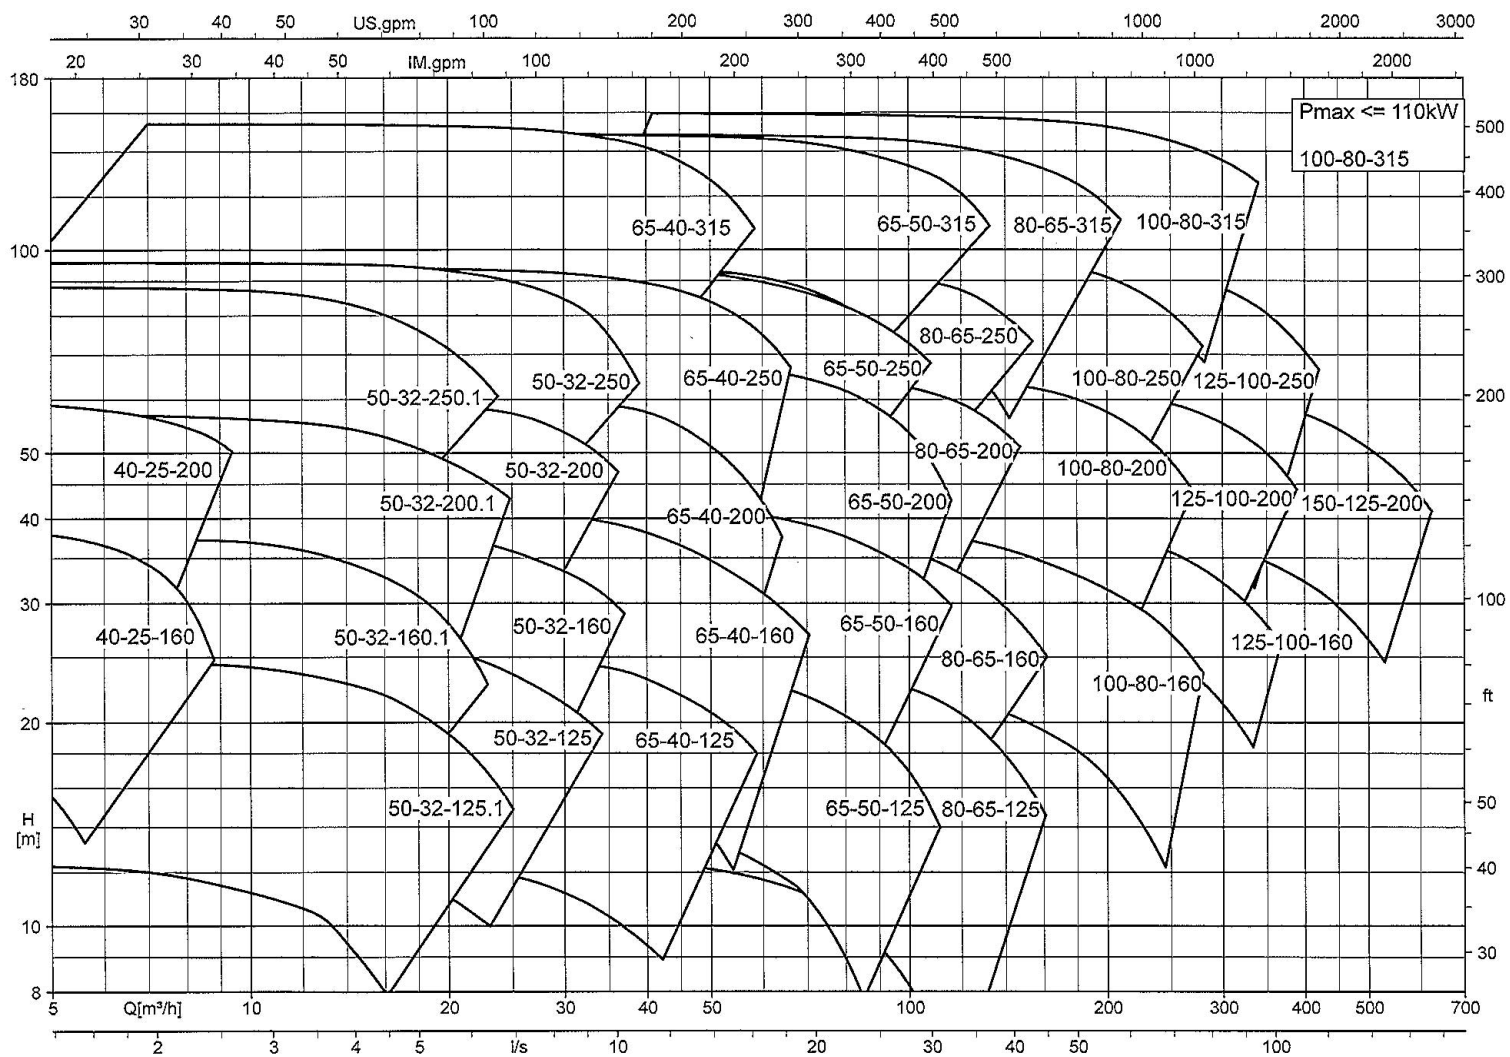 30 40 50 US.gpm 100 200 300 400 500 1000 2000 3000
20 30 40 50 IM.gpm 100 200 300 400 500 1000 2000
180
Pmax <= 110kW
100-80-315
500
400
65-40-315 65-50-315 80-65-315 100-80-315
100
300
80-65-250
50-32-250.1 50-32-250 65-40-250 65-50-250 100-80-250 125-100-250
200
50
40-25-200 50-32-200 80-65-200 100-80-200
50-32-200.1 65-40-200 65-50-200 125-100-200 150-125-200
40
30
100
40-25-160 50-32-160.1 50-32-160 65-40-160 65-50-160 80-65-160 125-100-160
100-80-160
ft
20
50-32-125 65-40-125
50-32-125.1 65-50-125 80-65-125
50
H
[m]
40
10
30
8
5 Q[m³/h] 10 20 30 40 50 100 200 300 400 500 700
2 3 4 5 l/s 10 20 30 40 50 100